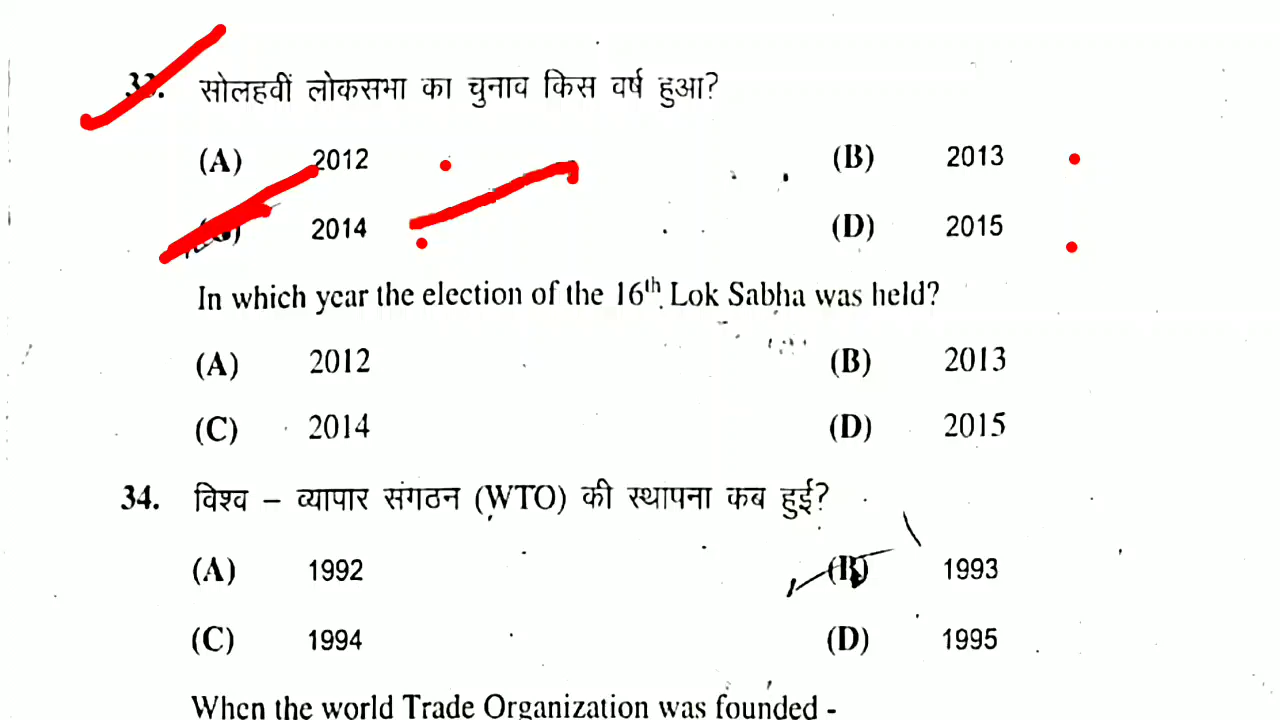 33. सोलहवीं लोकसभा का चुनाव किस वर्ष हुआ?
(A) 2012 (B) 2013
(C) 2014 (D) 2015
In which year the election of the 16th Lok Sabha was held?
(A) 2012 (B) 2013
(C) 2014 (D) 2015
34. विश्व – व्यापार संगठन (WTO) की स्थापना कब हुई?
(A) 1992 (B) 1993
(C) 1994 (D) 1995
When the world Trade Organization was founded -